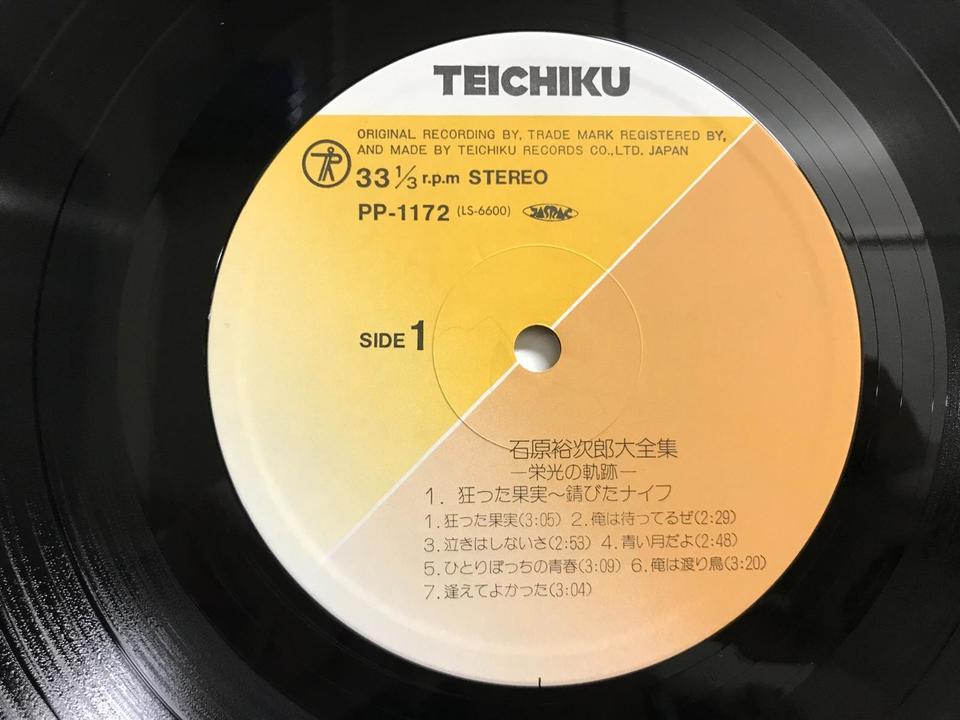 TEICHIKU
ORIGINAL RECORDING BY, TRADE MARK REGISTERED BY,
AND MADE BY TEICHIKU RECORDS CO.,LTD. JAPAN
33 1/3 r.p.m STEREO
PP-1172 (LS-6600) JASRAC
SIDE 1
石原裕次郎大全集
—栄光の軌跡—
1. 狂った果実〜錆びたナイフ
1. 狂った果実(3:05) 2. 俺は待ってるぜ(2:29)
3. 泣きはしないさ(2:53) 4. 青い月だよ(2:48)
5. ひとりぼっちの青春(3:09) 6. 俺は渡り鳥(3:20)
7. 逢えてよかった(3:04)